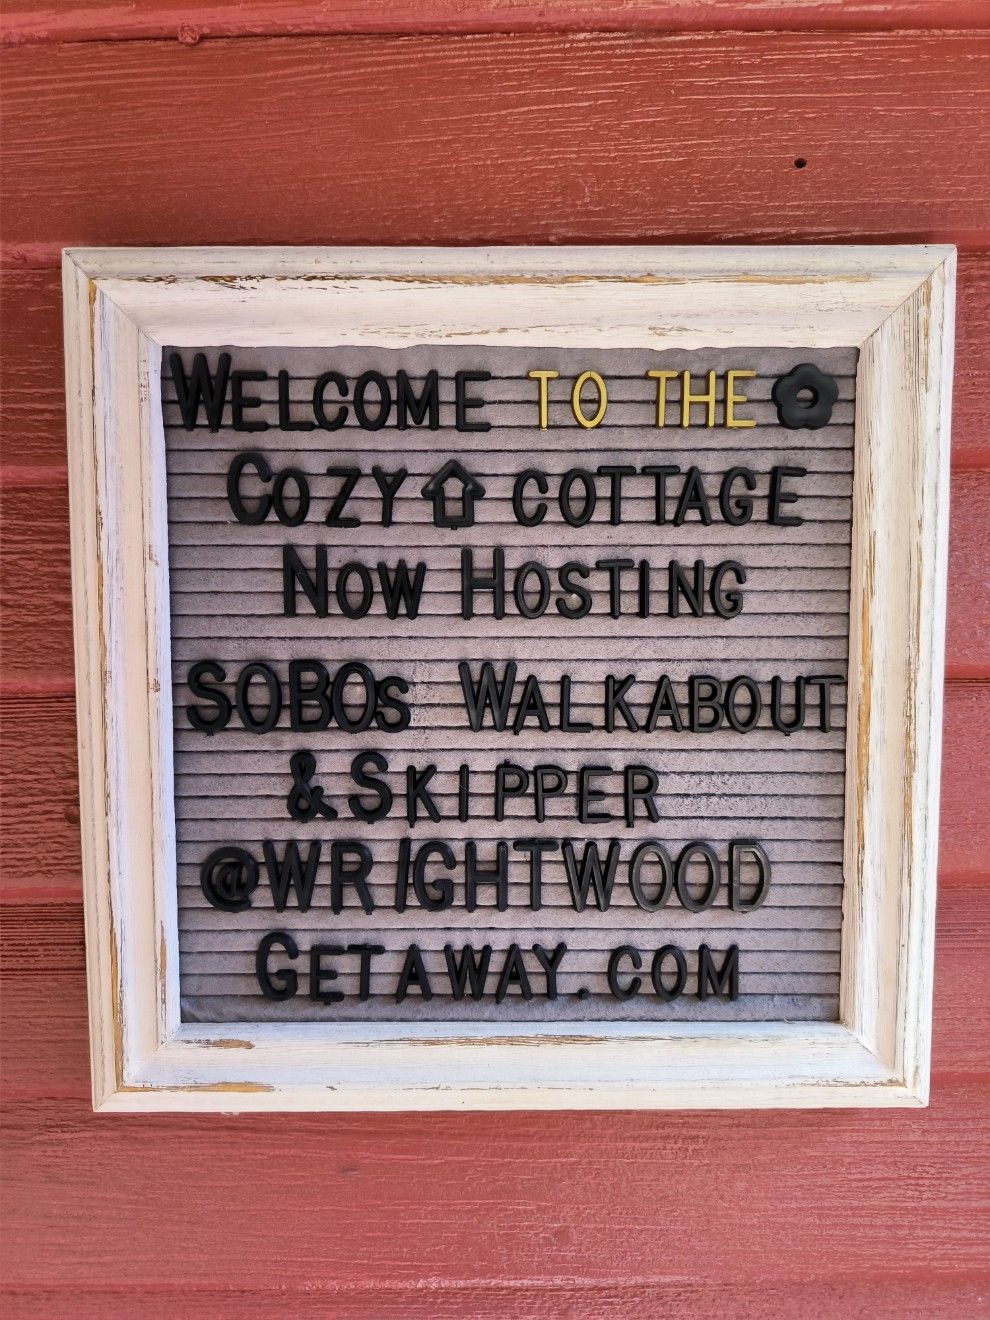 WELCOME TO THE
COZY COTTAGE
NOW HOSTING
SOBOs WALKABOUT
& SKIPPER
@WRIGHTWOOD
GETAWAY.COM